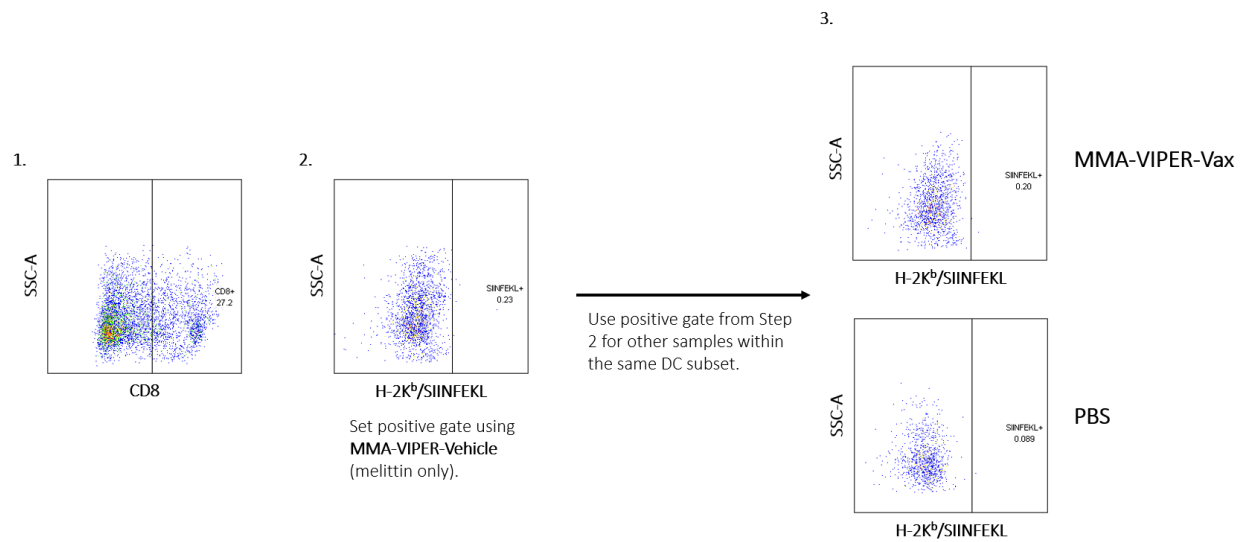 1.
SSC-A
CD8+
27.2
CD8
2.
SSC-A
SIINFEKL+
0.23
H-2Kᵇ/SIINFEKL
Set positive gate using
MMA-VIPER-Vehicle
(melittin only).
Use positive gate from Step
2 for other samples within
the same DC subset.
3.
SSC-A
SIINFEKL+
0.20
H-2Kᵇ/SIINFEKL
MMA-VIPER-Vax
SSC-A
SIINFEKL+
0.089
H-2Kᵇ/SIINFEKL
PBS